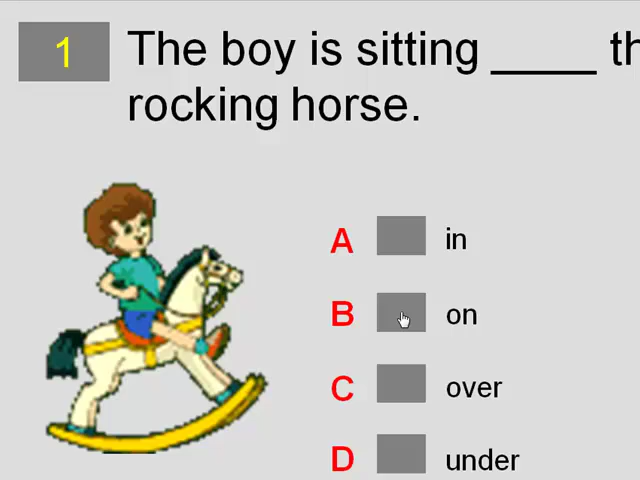 1
The boy is sitting ____ th
rocking horse.
A in
B on
C over
D under